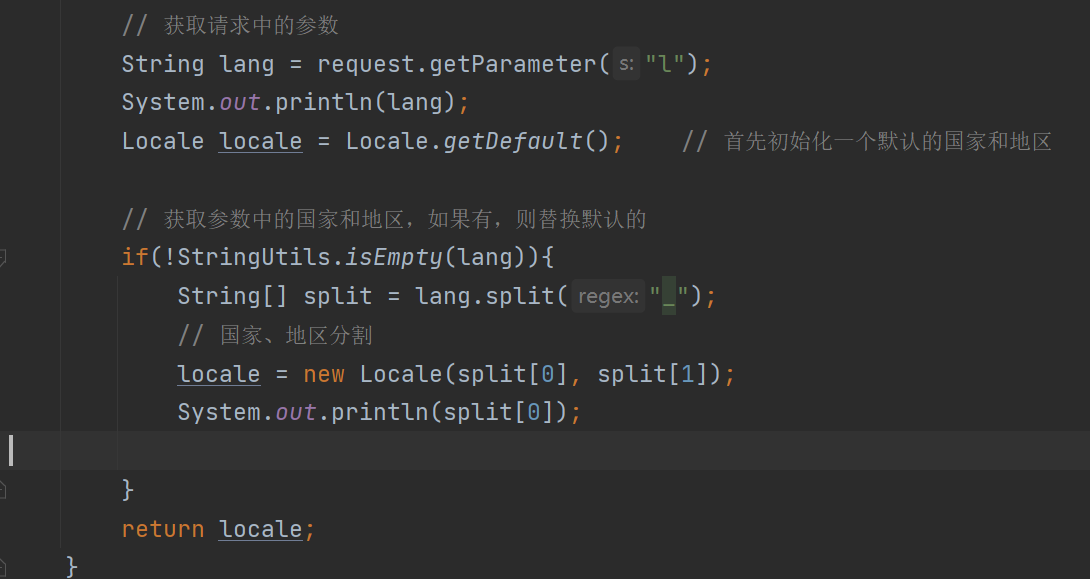 // 获取请求中的参数
String lang = request.getParameter( s: "l");
System.out.println(lang);
Locale locale = Locale.getDefault();    // 首先初始化一个默认的国家和地区
// 获取参数中的国家和地区，如果有，则替换默认的
if(!StringUtils.isEmpty(lang)){
String[] split = lang.split( regex: "_");
// 国家、地区分割
locale = new Locale(split[0], split[1]);
System.out.println(split[0]);
}
return locale;
}